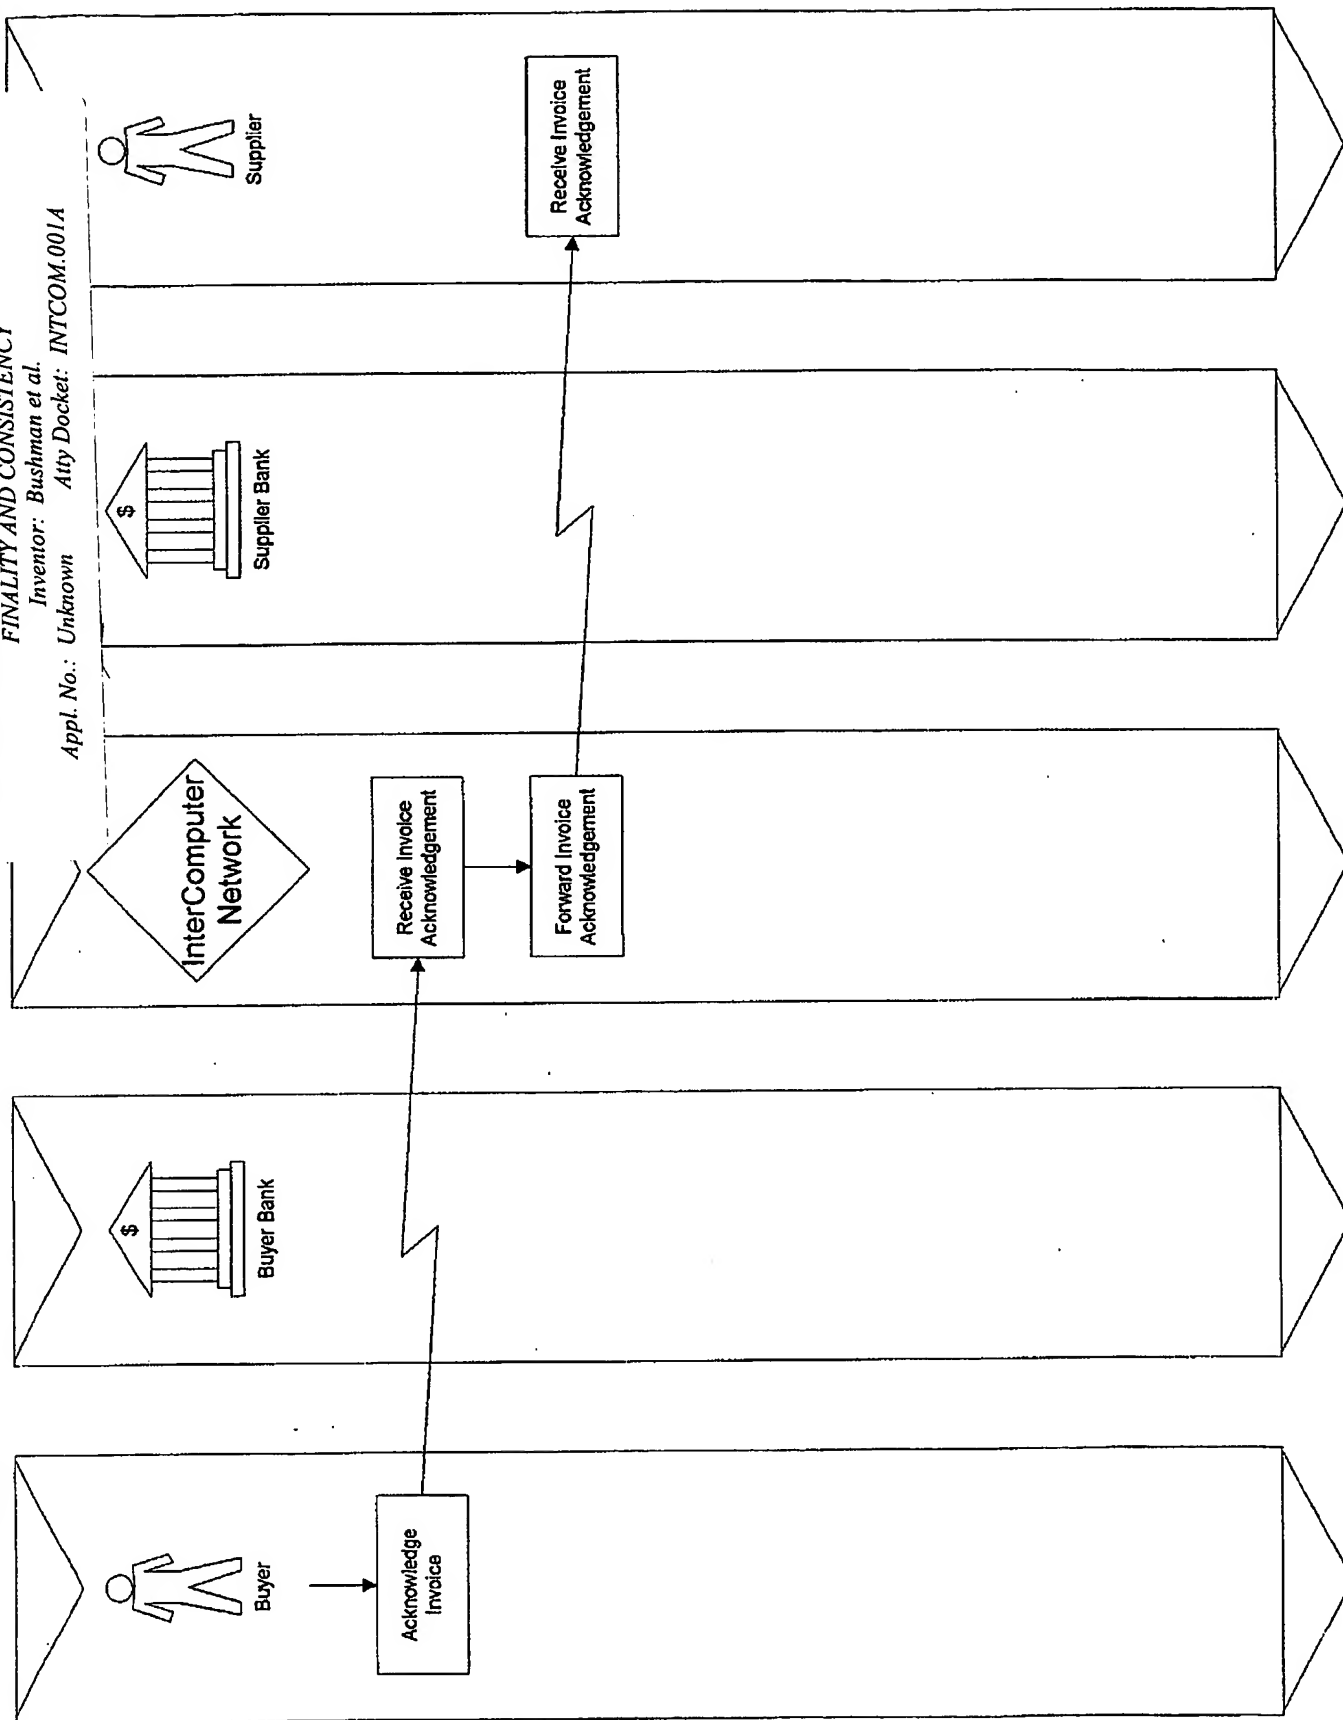 FINALITY AND CONSISTENCY
Inventor: Bushman et al.
Appl. No.: Unknown Atty Docket: INTCOM.001A
Buyer
Acknowledge
Invoice
$
Buyer Bank
InterComputer
Network
Receive Invoice
Acknowledgement
Forward Invoice
Acknowledgement
$
Supplier Bank
Supplier
Receive Invoice
Acknowledgement